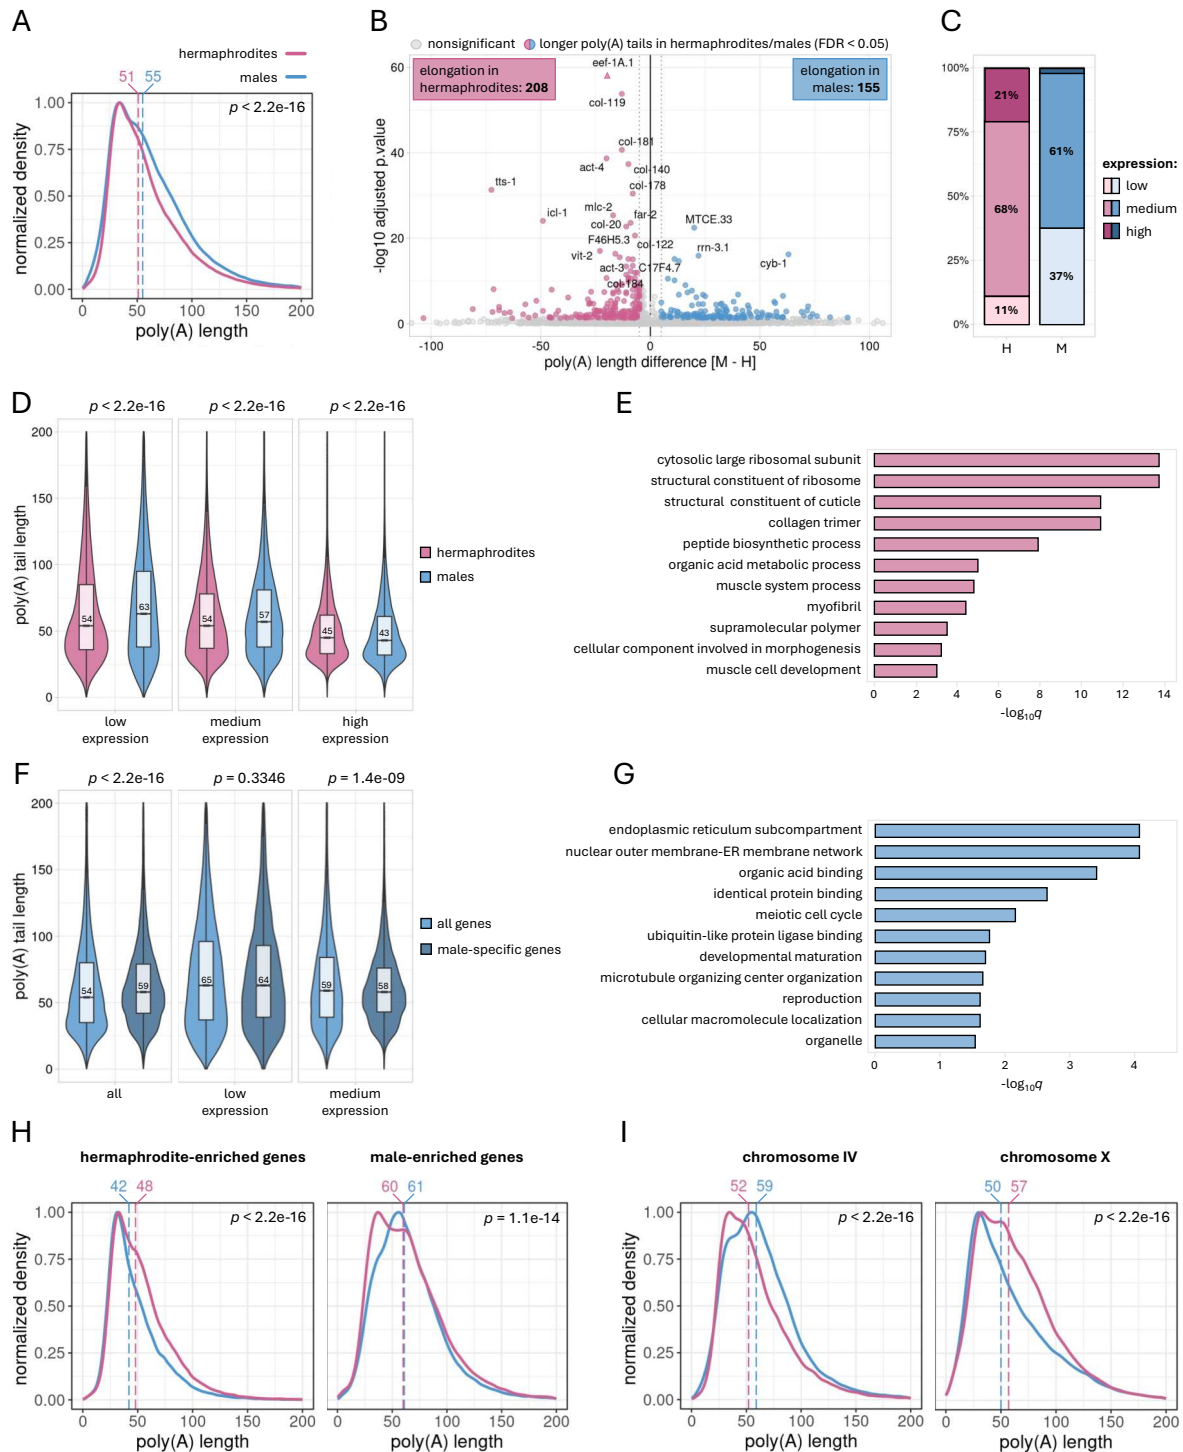 A
hermaphrodites
males
51
55
p < 2.2e-16
1.00
0.75
0.50
0.25
0.00
normalized density
0
50
100
150
200
poly(A) length
B
nonsignificant
longer poly(A) tails in hermaphrodites/males (FDR < 0.05)
elongation in
hermaphrodites: 208
elongation in
males: 155
eef-1A.1
col-119
col-181
act-4
col-140
col-178
tts-1
icl-1
mlc-2
far-2
col-20
MTCE.33
F46H5.3
col-122
rrn-3.1
vit-2
cyb-1
act-3
C17F4.7
col-184
60
40
20
0
-log10 adjusted p.value
-100
-50
0
50
100
poly(A) length difference [M - H]
C
100%
75%
50%
25%
0%
21%
68%
11%
61%
37%
H
M
expression:
low
medium
high
D
p < 2.2e-16
p < 2.2e-16
p < 2.2e-16
200
150
100
50
0
poly(A) tail length
54
63
54
57
45
43
low
expression
medium
expression
high
expression
hermaphrodites
males
E
cytosolic large ribosomal subunit
structural constituent of ribosome
structural constituent of cuticle
collagen trimer
peptide biosynthetic process
organic acid metabolic process
muscle system process
myofibril
supramolecular polymer
cellular component involved in morphogenesis
muscle cell development
0
2
4
6
8
10
12
14
-log₁₀q
F
p < 2.2e-16
p = 0.3346
p = 1.4e-09
200
150
100
50
0
poly(A) tail length
54
59
65
64
59
58
all
low
expression
medium
expression
all genes
male-specific genes
G
endoplasmic reticulum subcompartment
nuclear outer membrane-ER membrane network
organic acid binding
identical protein binding
meiotic cell cycle
ubiquitin-like protein ligase binding
developmental maturation
microtubule organizing center organization
reproduction
cellular macromolecule localization
organelle
0
1
2
3
4
-log₁₀q
H
hermaphrodite-enriched genes
42
48
p < 2.2e-16
1.00
0.75
0.50
0.25
0.00
normalized density
0
50
100
150
200
poly(A) length
male-enriched genes
60
61
p = 1.1e-14
0
50
100
150
200
poly(A) length
I
chromosome IV
52
59
p < 2.2e-16
1.00
0.75
0.50
0.25
0.00
normalized density
0
50
100
150
200
poly(A) length
chromosome X
50
57
p < 2.2e-16
0
50
100
150
200
poly(A) length